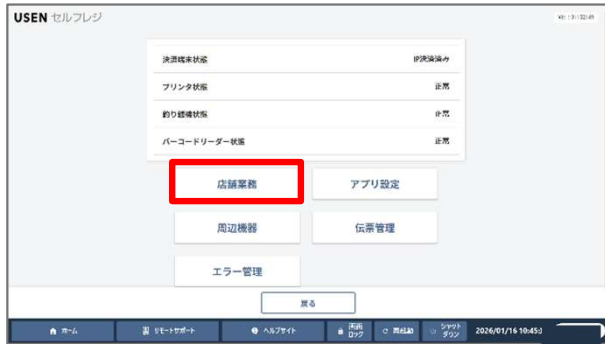 USEN セルフレジ
決済端末状態
プリンタ状態 正常
釣り銭機状態 正常
バーコードリーダー状態 正常
店舗業務 アプリ設定
周辺機器 伝票管理
エラー管理
戻る
ホーム リモートサポート ヘルプサイト 画面ロック 再起動 シャットダウン 2026/01/16 10:45: